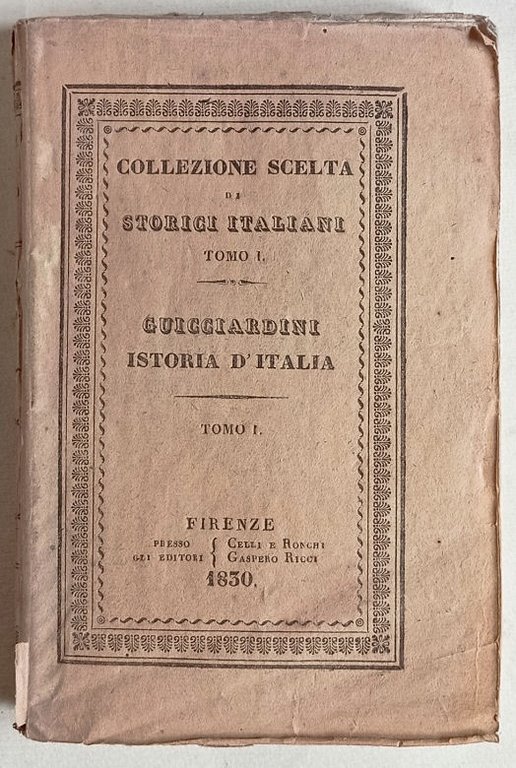 COLLEZIONE SCELTA
DI
STORICI ITALIANI
TOMO I.
GUICCIARDINI
ISTORIA D'ITALIA
TOMO I.
FIRENZE
PRESSO GLI EDITORI { CELLI E RONCHI
GASPERO RICCI
1830.